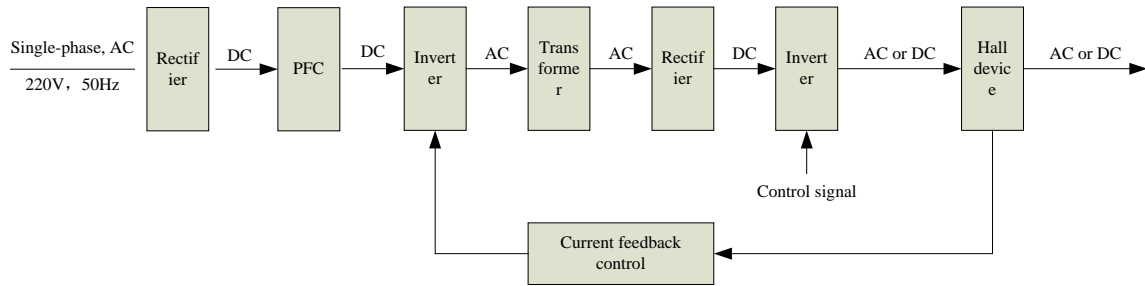 Single-phase, AC
220V，50Hz
Rectif
ier
DC
PFC
DC
Invert
er
AC
Trans
forme
r
AC
Rectif
ier
DC
Invert
er
AC or DC
Hall
devic
e
AC or DC
Control signal
Current feedback
control